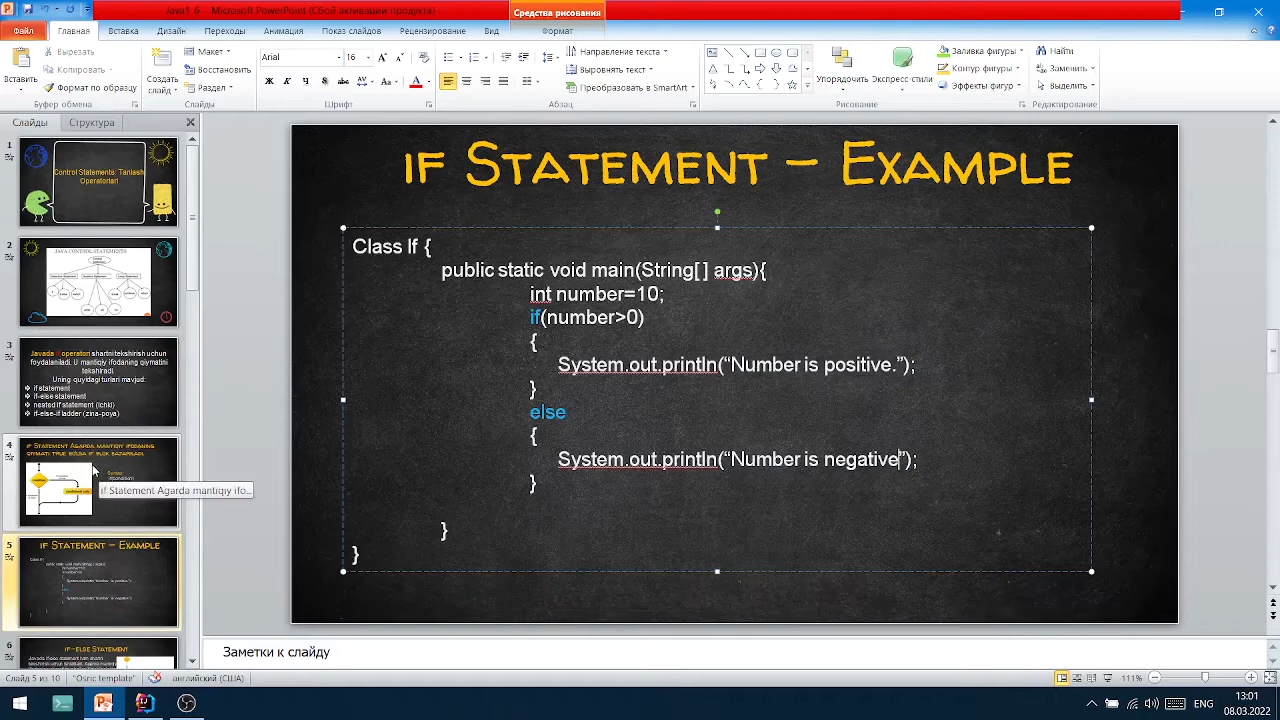 Java1_6 - Microsoft PowerPoint (Сбой активации продукта)
Средства рисования
Файл Главная Вставка Дизайн Переходы Анимация Показ слайдов Рецензирование Вид Формат
Вставить
Вырезать
Копировать
Формат по образцу
Буфер обмена
Создать слайд
Макет
Восстановить
Раздел
Слайды
Arial 16
Шрифт
Абзац
Направление текста
Выровнять текст
Преобразовать в SmartArt
Упорядочить Экспресс стили
Заливка фигуры
Контур фигуры
Эффекты фигур
Рисование
Найти
Заменить
Выделить
Редактирование
Слайды Структура
1
Control Statements: Tanlash
Operatorlari
2
JAVA CONTROL STATEMENTS
3
operatori shartni tekshirish uchun
foydalaniladi. U mantiqiy ifodaning qiymatini
tekshiradi.
Uning quyidagi turlari mavjud:
if statement
if-else statement
nested if statement (ichki)
if-else-if ladder (zina-poya)
4
if Statement Agarda mantiqiy ifodaning
qiymati true bo'lsa if blok bajariladi.
if Statement Agarda mantiqiy ifo...
5
if Statement – Example
if-else Statement
if Statement – Example
Class If {
public static void main(String[ ] args){
int number=10;
if(number>0)
{
System.out.println(“Number is positive.”);
}
else
{
System.out.println(“Number is negative”);
}
}
}
Заметки к слайду
Слайд 5 из 10 "Osric template" английский (США) 111%
ENG
13:01
08.03.2022